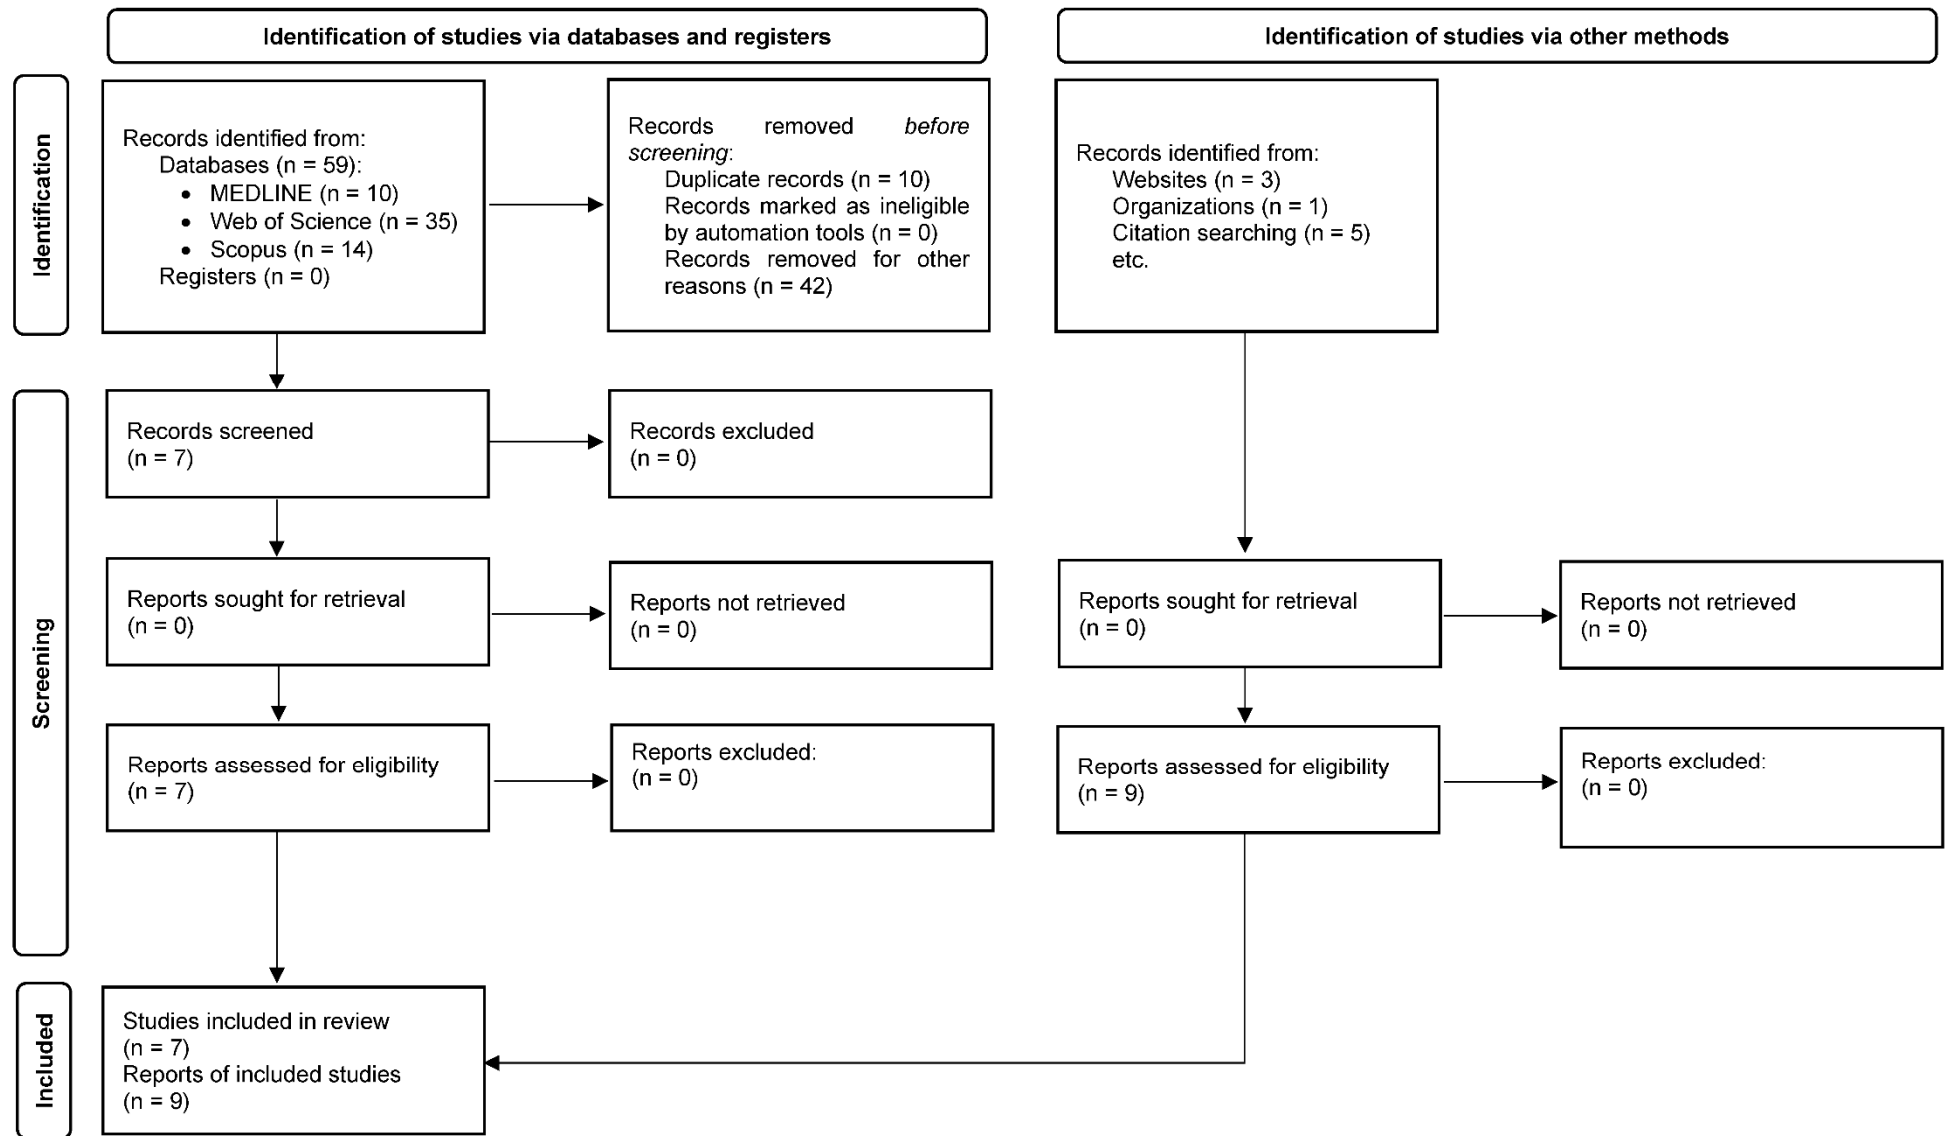 Identification of studies via databases and registers
Identification of studies via other methods
Identification
Records identified from:
Databases (n = 59):
• MEDLINE (n = 10)
• Web of Science (n = 35)
• Scopus (n = 14)
Registers (n = 0)
Records removed before
screening:
Duplicate records (n = 10)
Records marked as ineligible
by automation tools (n = 0)
Records removed for other
reasons (n = 42)
Records identified from:
Websites (n = 3)
Organizations (n = 1)
Citation searching (n = 5)
etc.
Screening
Records screened
(n = 7)
Records excluded
(n = 0)
Reports sought for retrieval
(n = 0)
Reports not retrieved
(n = 0)
Reports sought for retrieval
(n = 0)
Reports not retrieved
(n = 0)
Reports assessed for eligibility
(n = 7)
Reports excluded:
(n = 0)
Reports assessed for eligibility
(n = 9)
Reports excluded:
(n = 0)
Included
Studies included in review
(n = 7)
Reports of included studies
(n = 9)